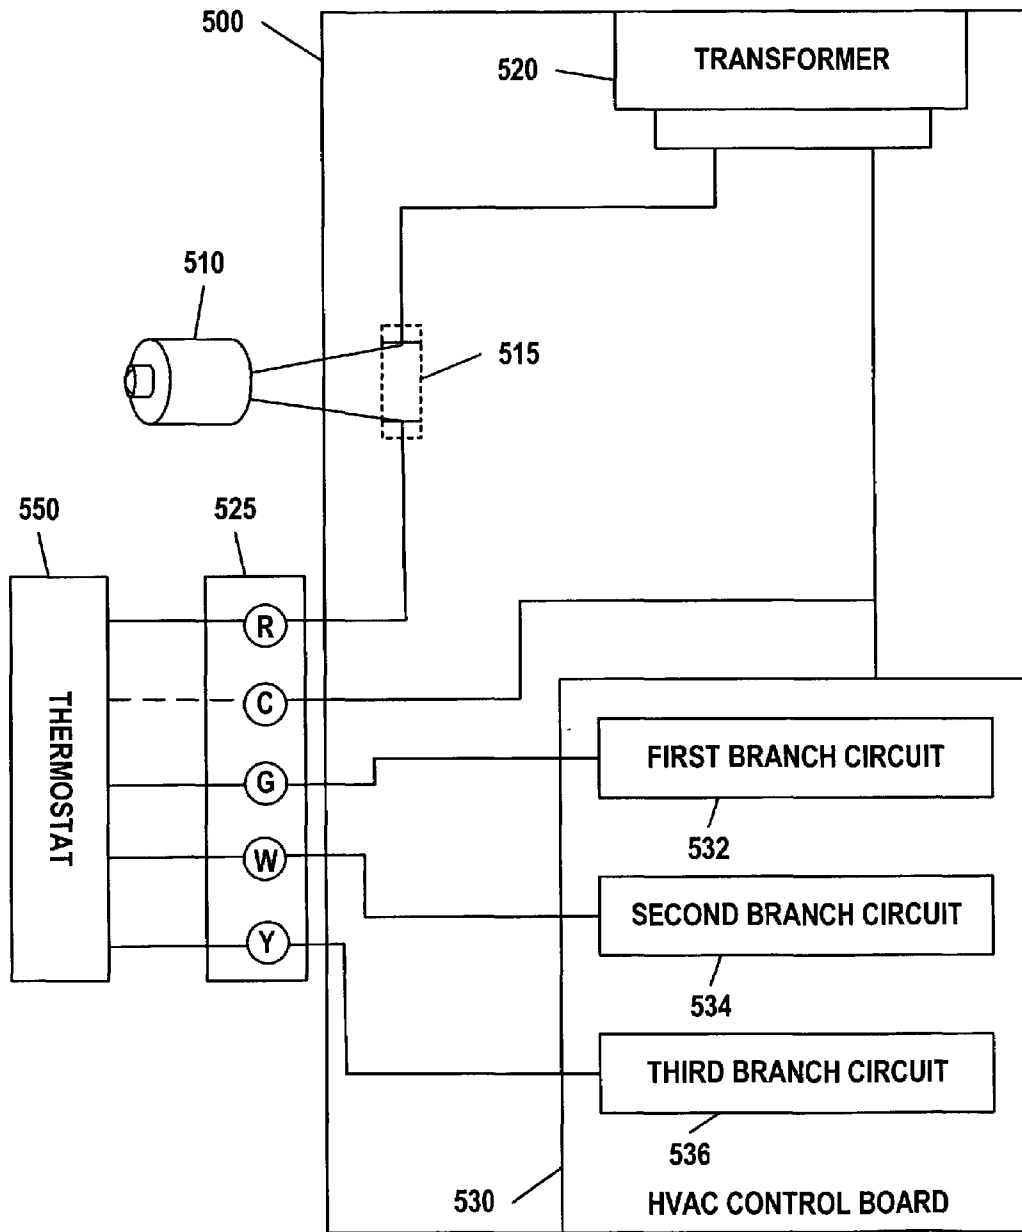 500
TRANSFORMER
520
510
515
550
525
R
C
G
W
Y
THERMOSTAT
FIRST BRANCH CIRCUIT
532
SECOND BRANCH CIRCUIT
534
THIRD BRANCH CIRCUIT
536
530
HVAC CONTROL BOARD